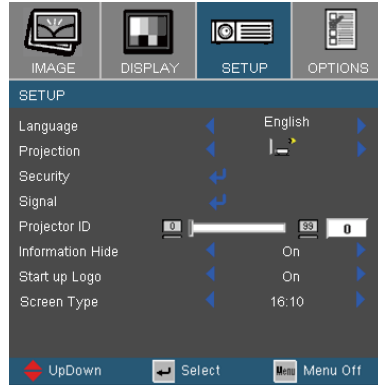 IMAGE DISPLAY SETUP OPTIONS
SETUP
Language English
Projection
Security
Signal
Projector ID 0 99 0
Information Hide On
Start up Logo On
Screen Type 16:10
UpDown Select Menu Menu Off